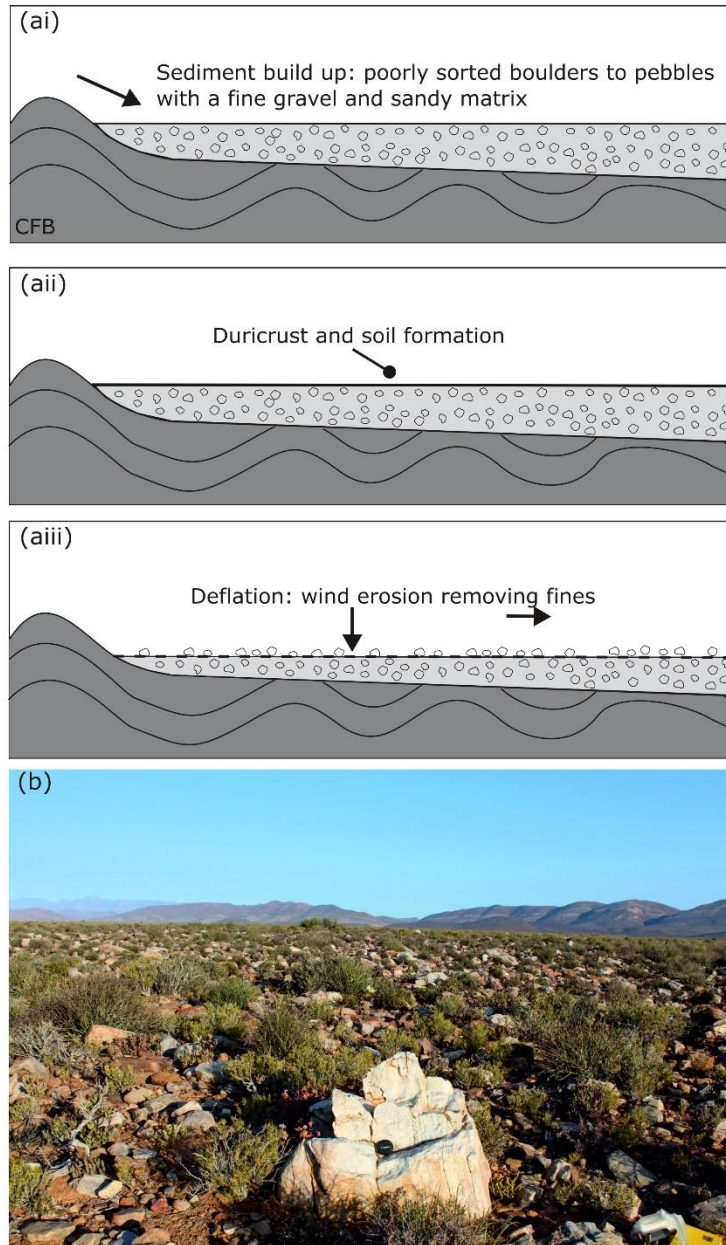 (ai)
Sediment build up: poorly sorted boulders to pebbles
with a fine gravel and sandy matrix
CFB
(aii)
Duricrust and soil formation
(aiii)
Deflation: wind erosion removing fines
(b)